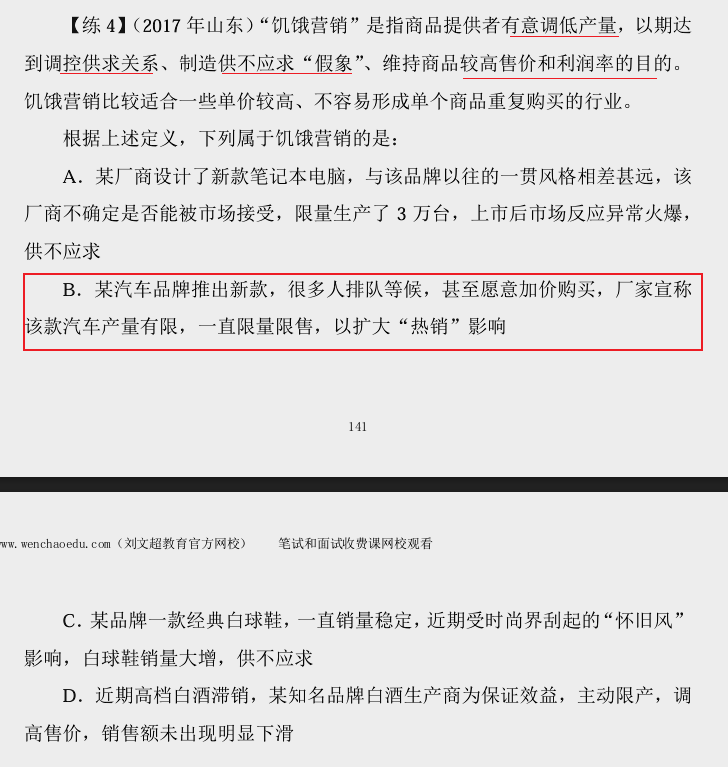 【练 4】（2017 年山东）“饥饿营销”是指商品提供者有意调低产量，以期达
到调控供求关系、制造供不应求“假象”、维持商品较高售价和利润率的目的。
饥饿营销比较适合一些单价较高、不容易形成单个商品重复购买的行业。
根据上述定义，下列属于饥饿营销的是：
A．某厂商设计了新款笔记本电脑，与该品牌以往的一贯风格相差甚远，该
厂商不确定是否能被市场接受，限量生产了 3 万台，上市后市场反应异常火爆，
供不应求
B．某汽车品牌推出新款，很多人排队等候，甚至愿意加价购买，厂家宣称
该款汽车产量有限，一直限量限售，以扩大“热销”影响
141
ww.wenchaoedu.com（刘文超教育官方网校） 笔试和面试收费课网校观看
C．某品牌一款经典白球鞋，一直销量稳定，近期受时尚界刮起的“怀旧风”
影响，白球鞋销量大增，供不应求
D．近期高档白酒滞销，某知名品牌白酒生产商为保证效益，主动限产，调
高售价，销售额未出现明显下滑